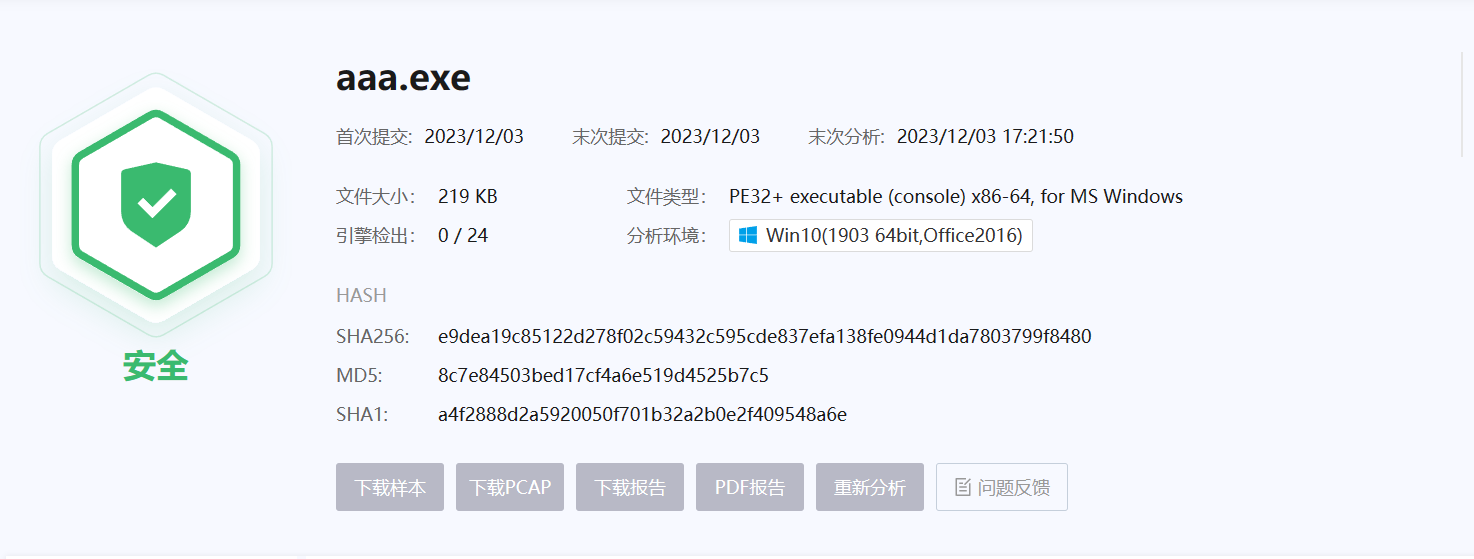 aaa.exe
首次提交: 2023/12/03 末次提交: 2023/12/03 末次分析: 2023/12/03 17:21:50
文件大小: 219 KB 文件类型: PE32+ executable (console) x86-64, for MS Windows
引擎检出: 0 / 24 分析环境: Win10(1903 64bit,Office2016)
HASH
SHA256: e9dea19c85122d278f02c59432c595cde837efa138fe0944d1da7803799f8480
安全
MD5: 8c7e84503bed17cf4a6e519d4525b7c5
SHA1: a4f2888d2a5920050f701b32a2b0e2f409548a6e
下载样本 下载PCAP 下载报告 PDF报告 重新分析 问题反馈